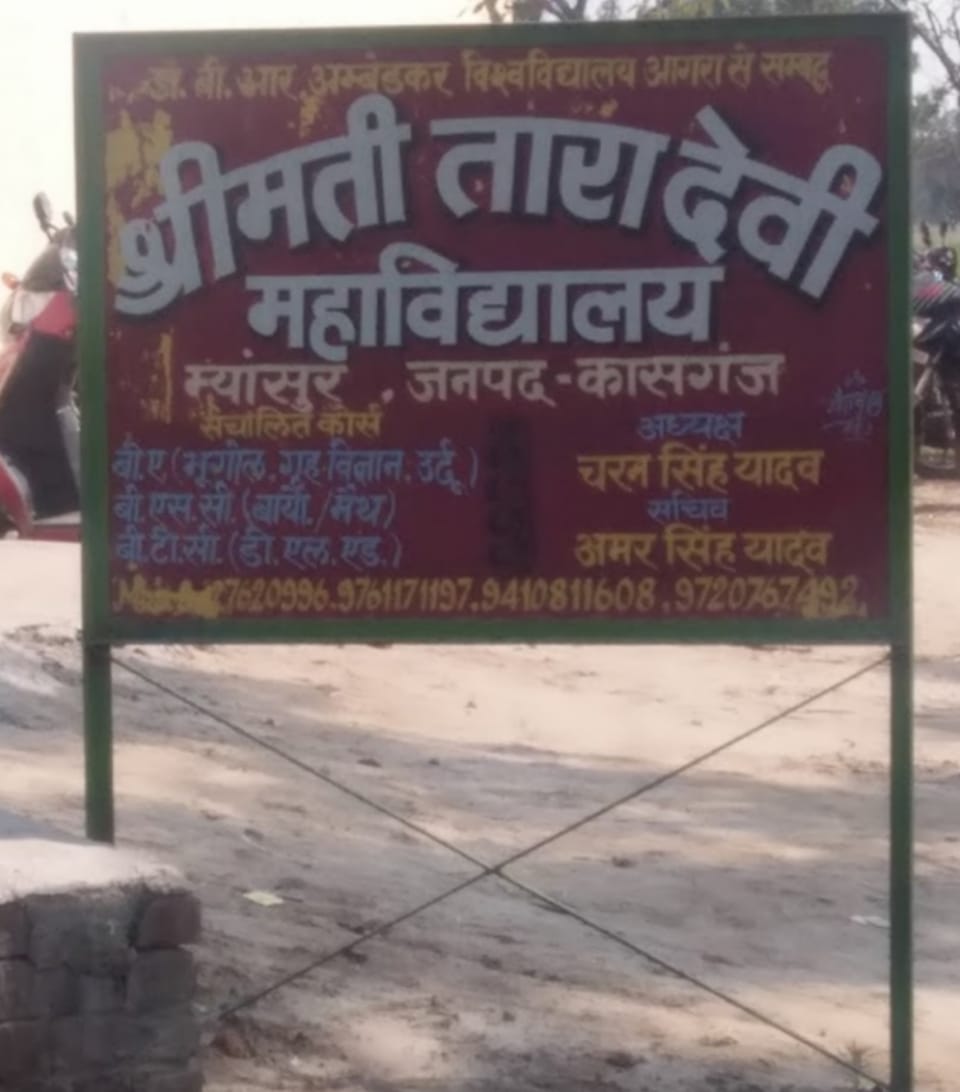 डा. बी. आर. अम्बेडकर विश्वविद्यालय आगरा से सम्बद्ध
श्रीमती तारा देवी
महाविद्यालय
म्यांसुर , जनपद-कासगंज
संचालित कोर्स
बी.ए (भूगोल, गृह-विज्ञान, उर्दू)
बी.एस.सी. (बायो./मैथ)
बी.टी.सी. (डी.एल.एड.)
अध्यक्ष
चरन सिंह यादव
सचिव
अमर सिंह यादव
27620996, 9761171197, 9410811608, 9720767492